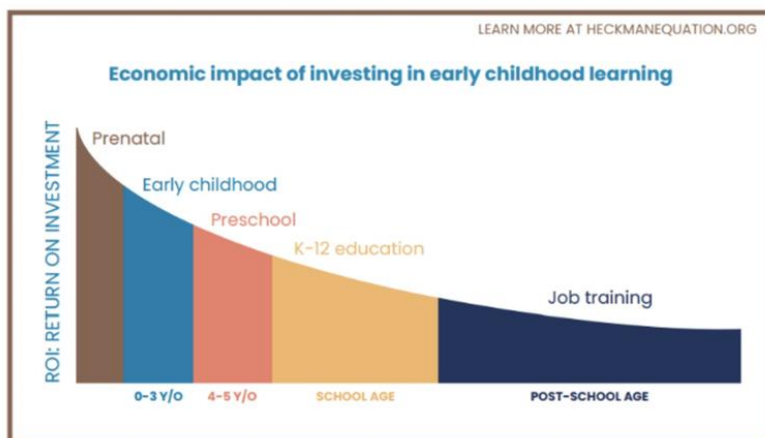 LEARN MORE AT HECKMANEQUATION.ORG
Economic impact of investing in early childhood learning
ROI: RETURN ON INVESTMENT
Prenatal
Early childhood
Preschool
K-12 education
Job training
0-3 Y/O
4-5 Y/O
SCHOOL AGE
POST-SCHOOL AGE